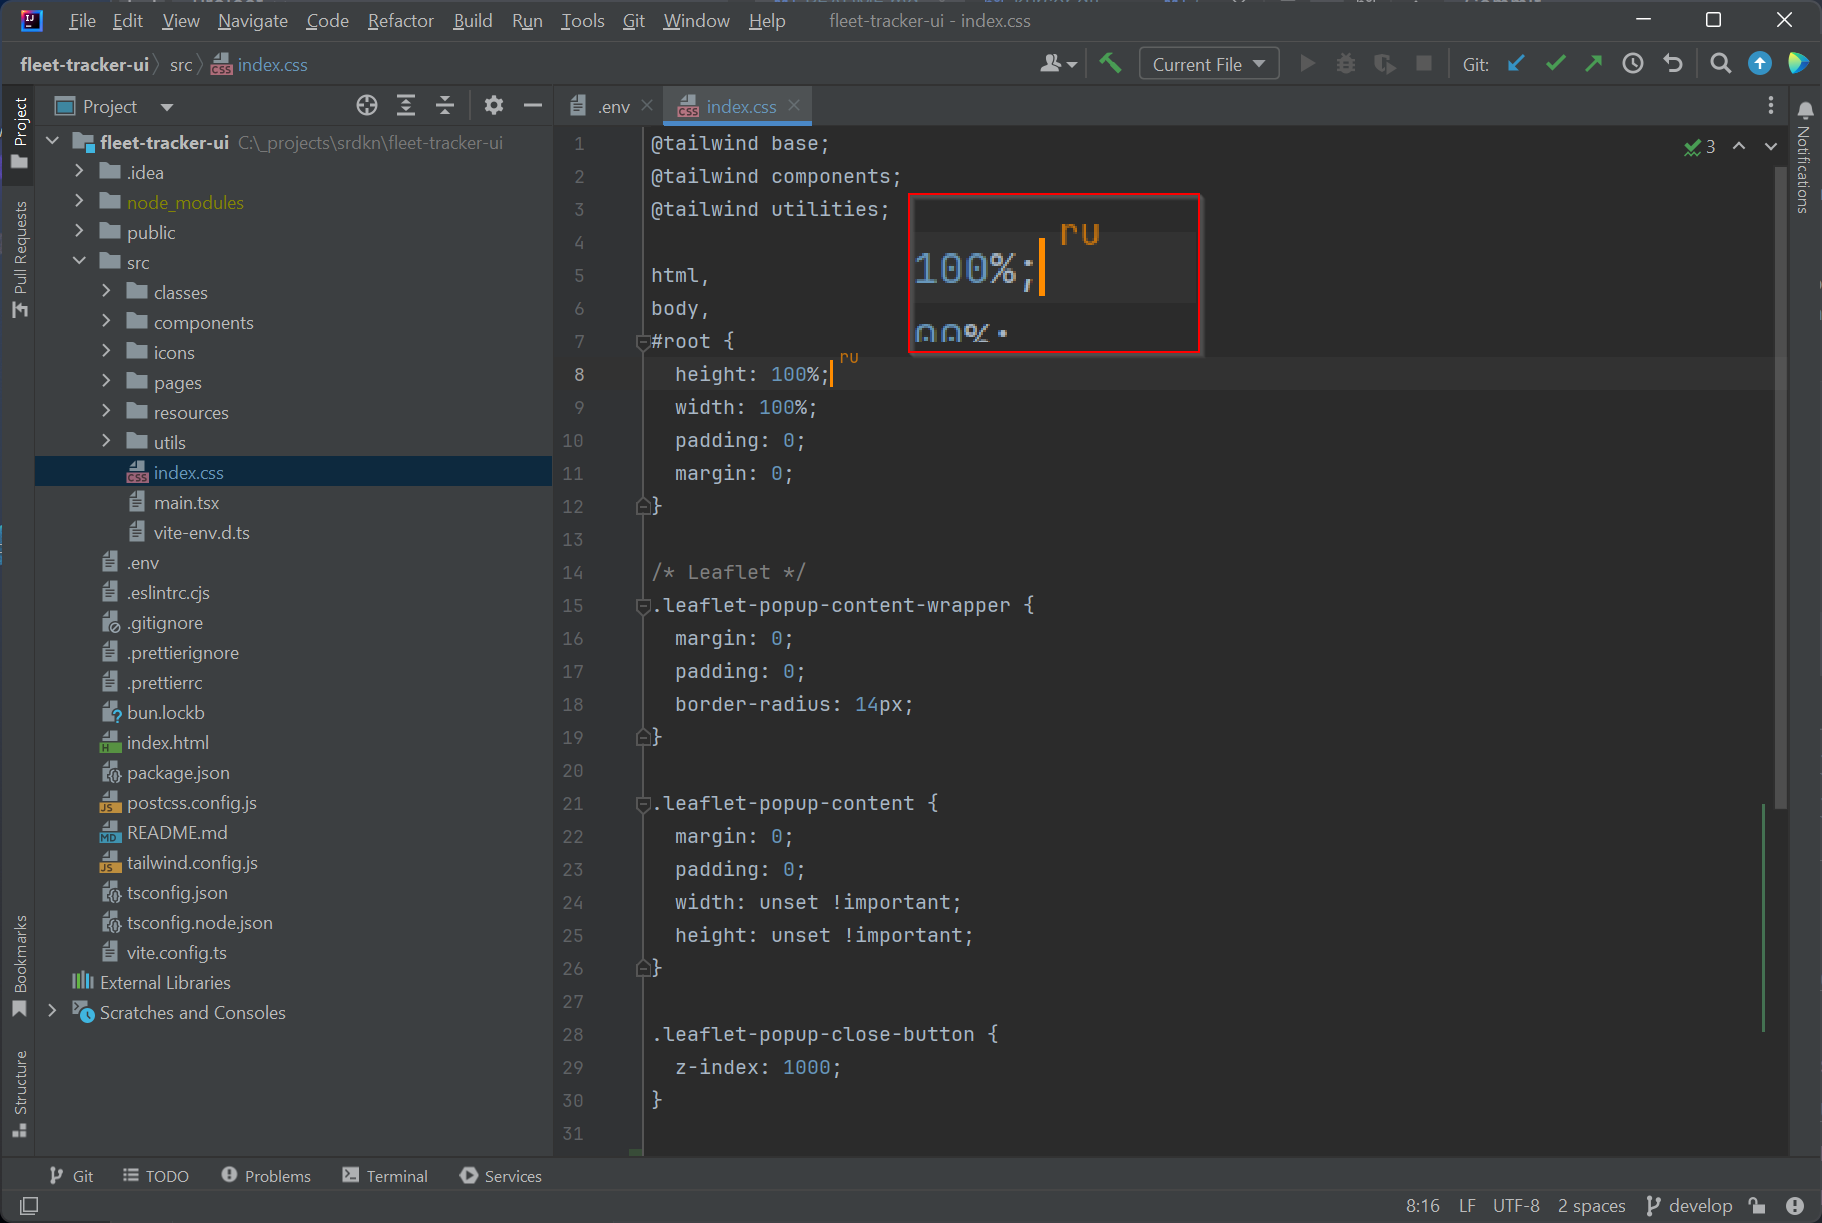 File Edit View Navigate Code Refactor Build Run Tools Git Window Help fleet-tracker-ui - index.css
fleet-tracker-ui src index.css
Current File Git:
Project
.env index.css
Project
Pull Requests
Bookmarks
Structure
fleet-tracker-ui C:\_projects\srdkn\fleet-tracker-ui
.idea
node_modules
public
src
classes
components
icons
pages
resources
utils
index.css
main.tsx
vite-env.d.ts
.env
.eslintrc.cjs
.gitignore
.prettierignore
.prettierrc
bun.lockb
index.html
package.json
postcss.config.js
README.md
tailwind.config.js
tsconfig.json
tsconfig.node.json
vite.config.ts
External Libraries
Scratches and Consoles
1 @tailwind base;
2 @tailwind components;
3 @tailwind utilities;
4
5 html,
6 body,
7 #root {
8 height: 100%; ru
9 width: 100%;
10 padding: 0;
11 margin: 0;
12 }
13
14 /* Leaflet */
15 .leaflet-popup-content-wrapper {
16 margin: 0;
17 padding: 0;
18 border-radius: 14px;
19 }
20
21 .leaflet-popup-content {
22 margin: 0;
23 padding: 0;
24 width: unset !important;
25 height: unset !important;
26 }
27
28 .leaflet-popup-close-button {
29 z-index: 1000;
30 }
31
ru
100%;
3
Notifications
Git TODO Problems Terminal Services
8:16 LF UTF-8 2 spaces develop